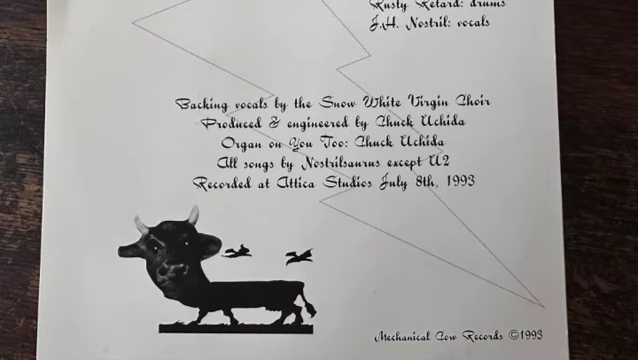 Rusty Retard: drums
J.H. Nostril: vocals
Backing vocals by the Snow White Virgin Choir
Produced & engineered by Chuck Uchida
Organ on You Too: Chuck Uchida
All songs by Nostrilsaurus except U2
Recorded at Attica Studios July 8th, 1993
Mechanical Cow Records ©1993